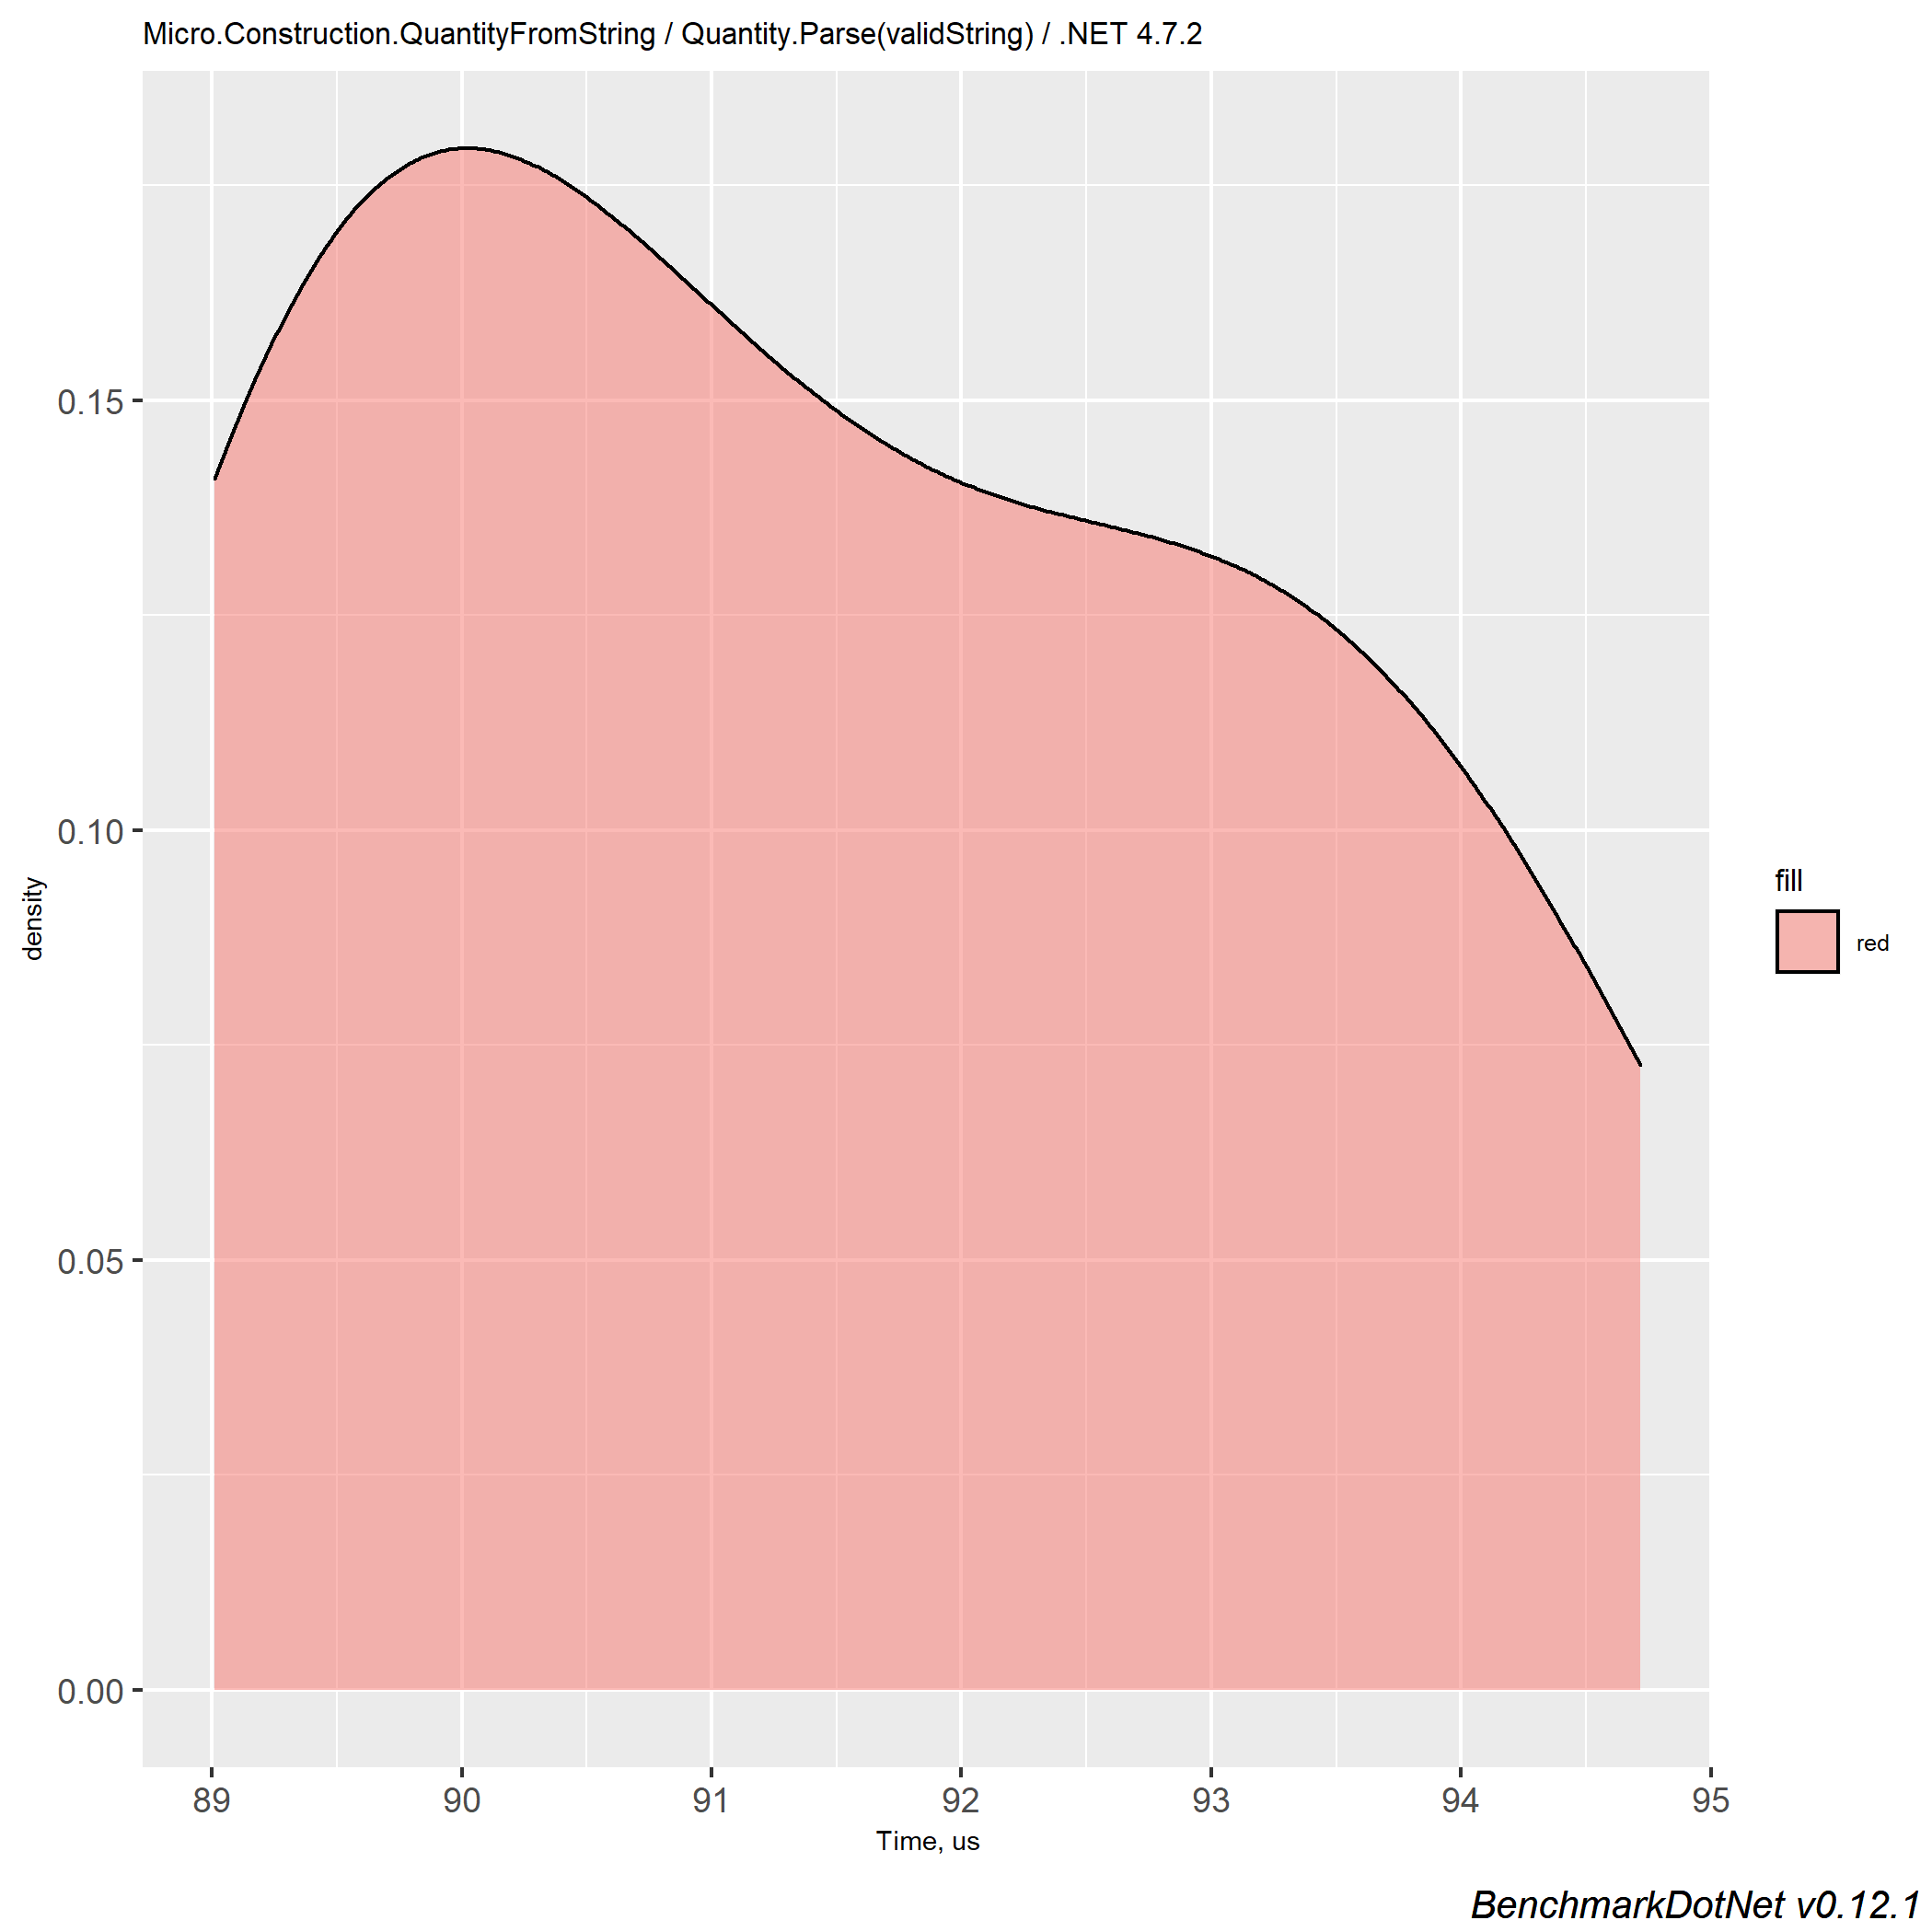 Micro.Construction.QuantityFromString / Quantity.Parse(validString) / .NET 4.7.2
0.15
0.10
0.05
0.00
density
89 90 91 92 93 94 95
Time, us
fill
red
BenchmarkDotNet v0.12.1